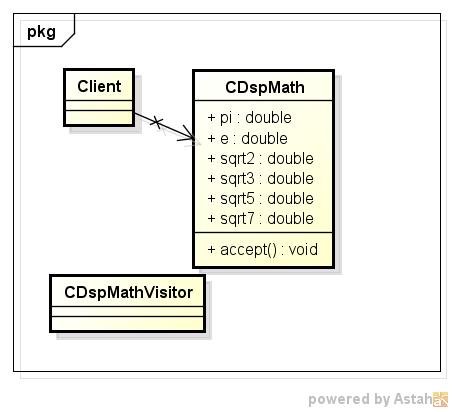 pkg
Client
CDspMath
+ pi : double
+ e : double
+ sqrt2 : double
+ sqrt3 : double
+ sqrt5 : double
+ sqrt7 : double
+ accept() : void
CDspMathVisitor
powered by Astah